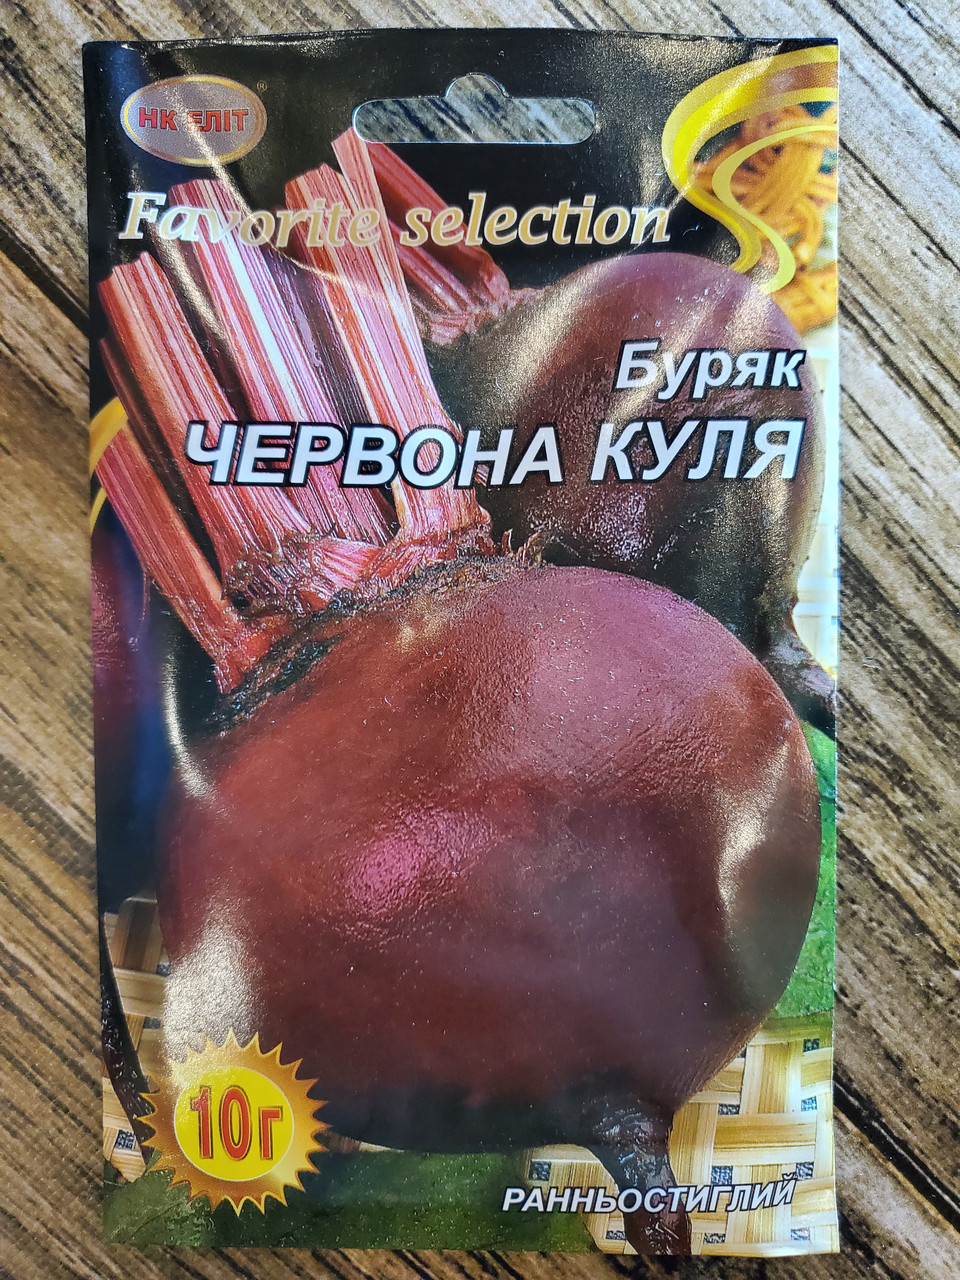 НК ЕЛІТ
®
Favorite selection
Буряк
ЧЕРВОНА КУЛЯ
10г
РАННЬОСТИГЛИЙ